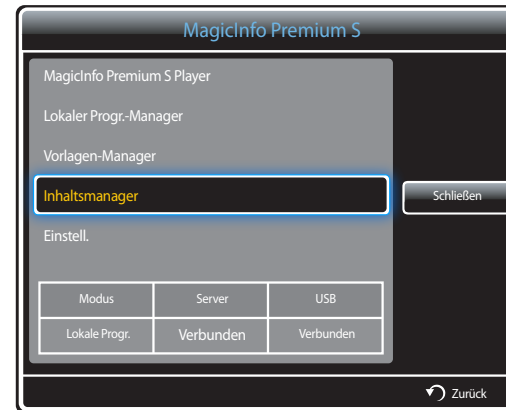 MagicInfo Premium S
MagicInfo Premium S Player
Lokaler Progr.-Manager
Vorlagen-Manager
Inhaltsmanager
Schließen
Einstell.
Modus Server USB
Lokale Progr. Verbunden Verbunden
Zurück